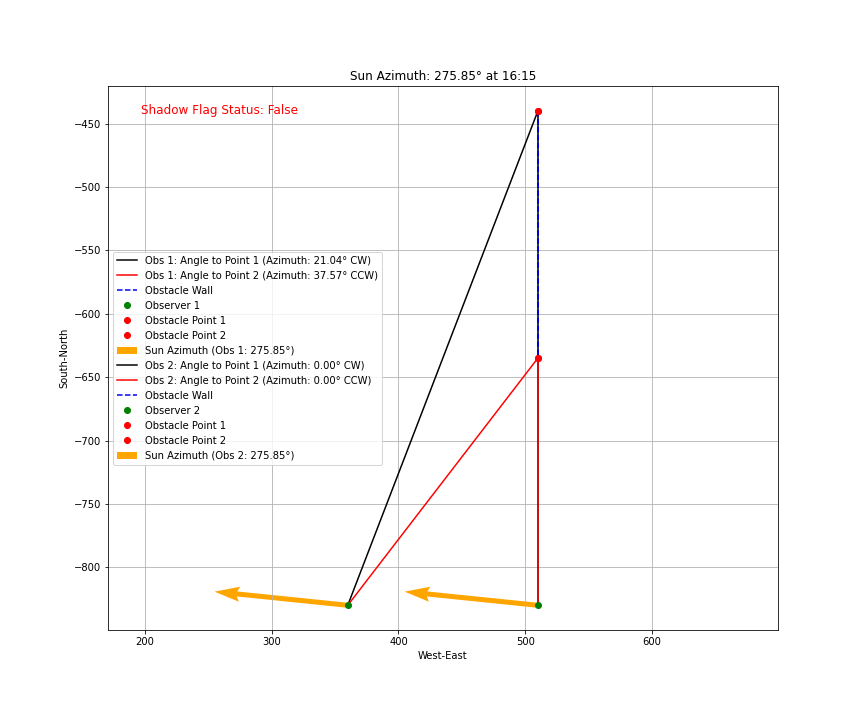 Sun Azimuth: 275.85° at 16:15
Shadow Flag Status: False
−450
−500
−550
−600
−650
−700
−750
−800
South-North
Obs 1: Angle to Point 1 (Azimuth: 21.04° CW)
Obs 1: Angle to Point 2 (Azimuth: 37.57° CCW)
Obstacle Wall
Observer 1
Obstacle Point 1
Obstacle Point 2
Sun Azimuth (Obs 1: 275.85°)
Obs 2: Angle to Point 1 (Azimuth: 0.00° CW)
Obs 2: Angle to Point 2 (Azimuth: 0.00° CCW)
Obstacle Wall
Observer 2
Obstacle Point 1
Obstacle Point 2
Sun Azimuth (Obs 2: 275.85°)
200 300 400 500 600
West-East